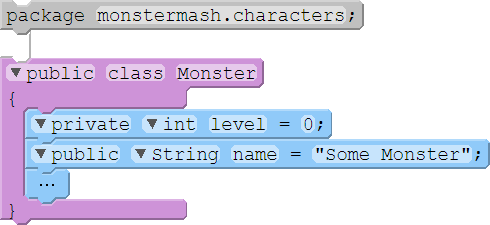 package monstermash.characters;
▼public class Monster
{
▼private ▼int level = 0;
▼public ▼String name = "Some Monster";
...
}